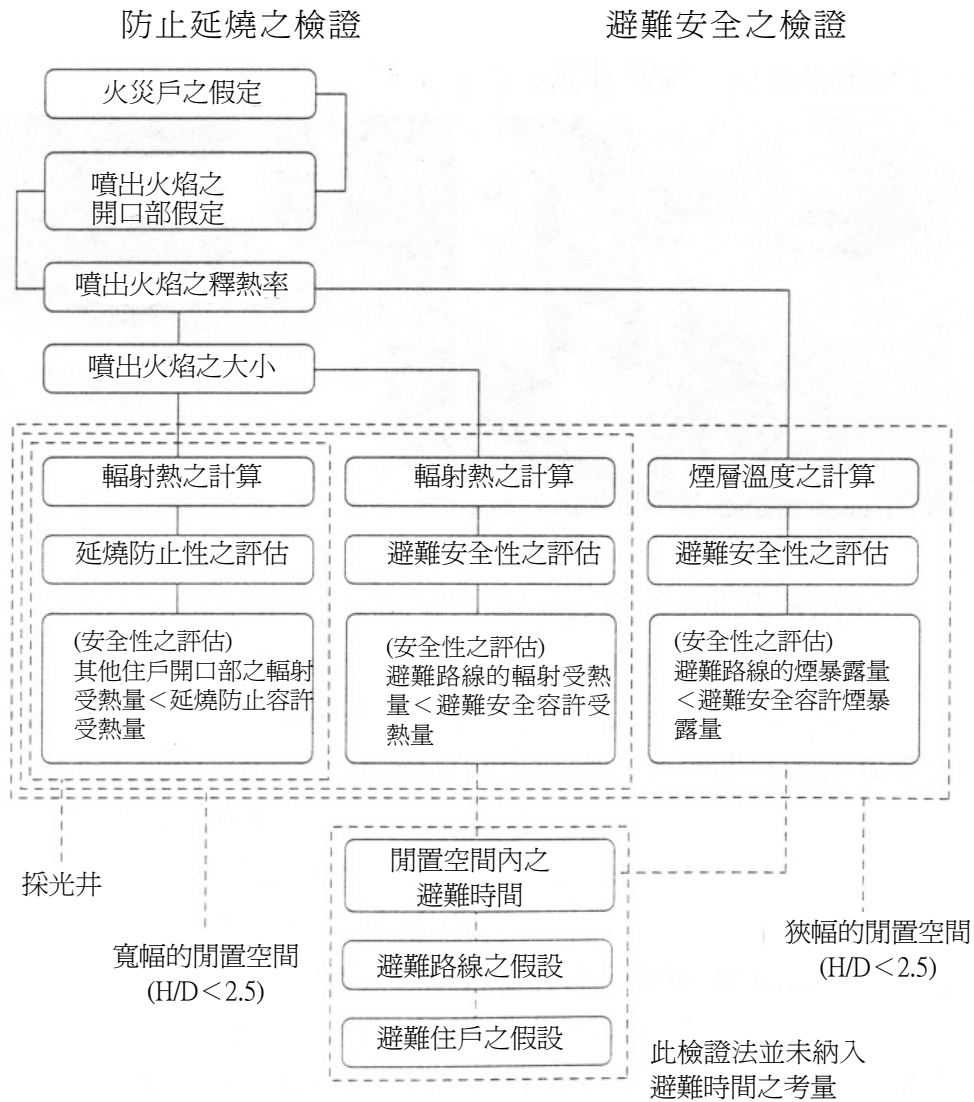 防止延燒之檢證
避難安全之檢證
火災戶之假定
噴出火焰之
開口部假定
噴出火焰之釋熱率
噴出火焰之大小
輻射熱之計算
延燒防止性之評估
(安全性之評估)
其他住戶開口部之輻射
受熱量＜延燒防止容許
受熱量
輻射熱之計算
避難安全性之評估
(安全性之評估)
避難路線的輻射受熱
量＜避難安全容許受
熱量
煙層溫度之計算
避難安全性之評估
(安全性之評估)
避難路線的煙暴露量
＜避難安全容許煙暴
露量
採光井
寬幅的閒置空間
(H/D＜2.5)
閒置空間內之
避難時間
避難路線之假設
避難住戶之假設
狹幅的閒置空間
(H/D＜2.5)
此檢證法並未納入
避難時間之考量